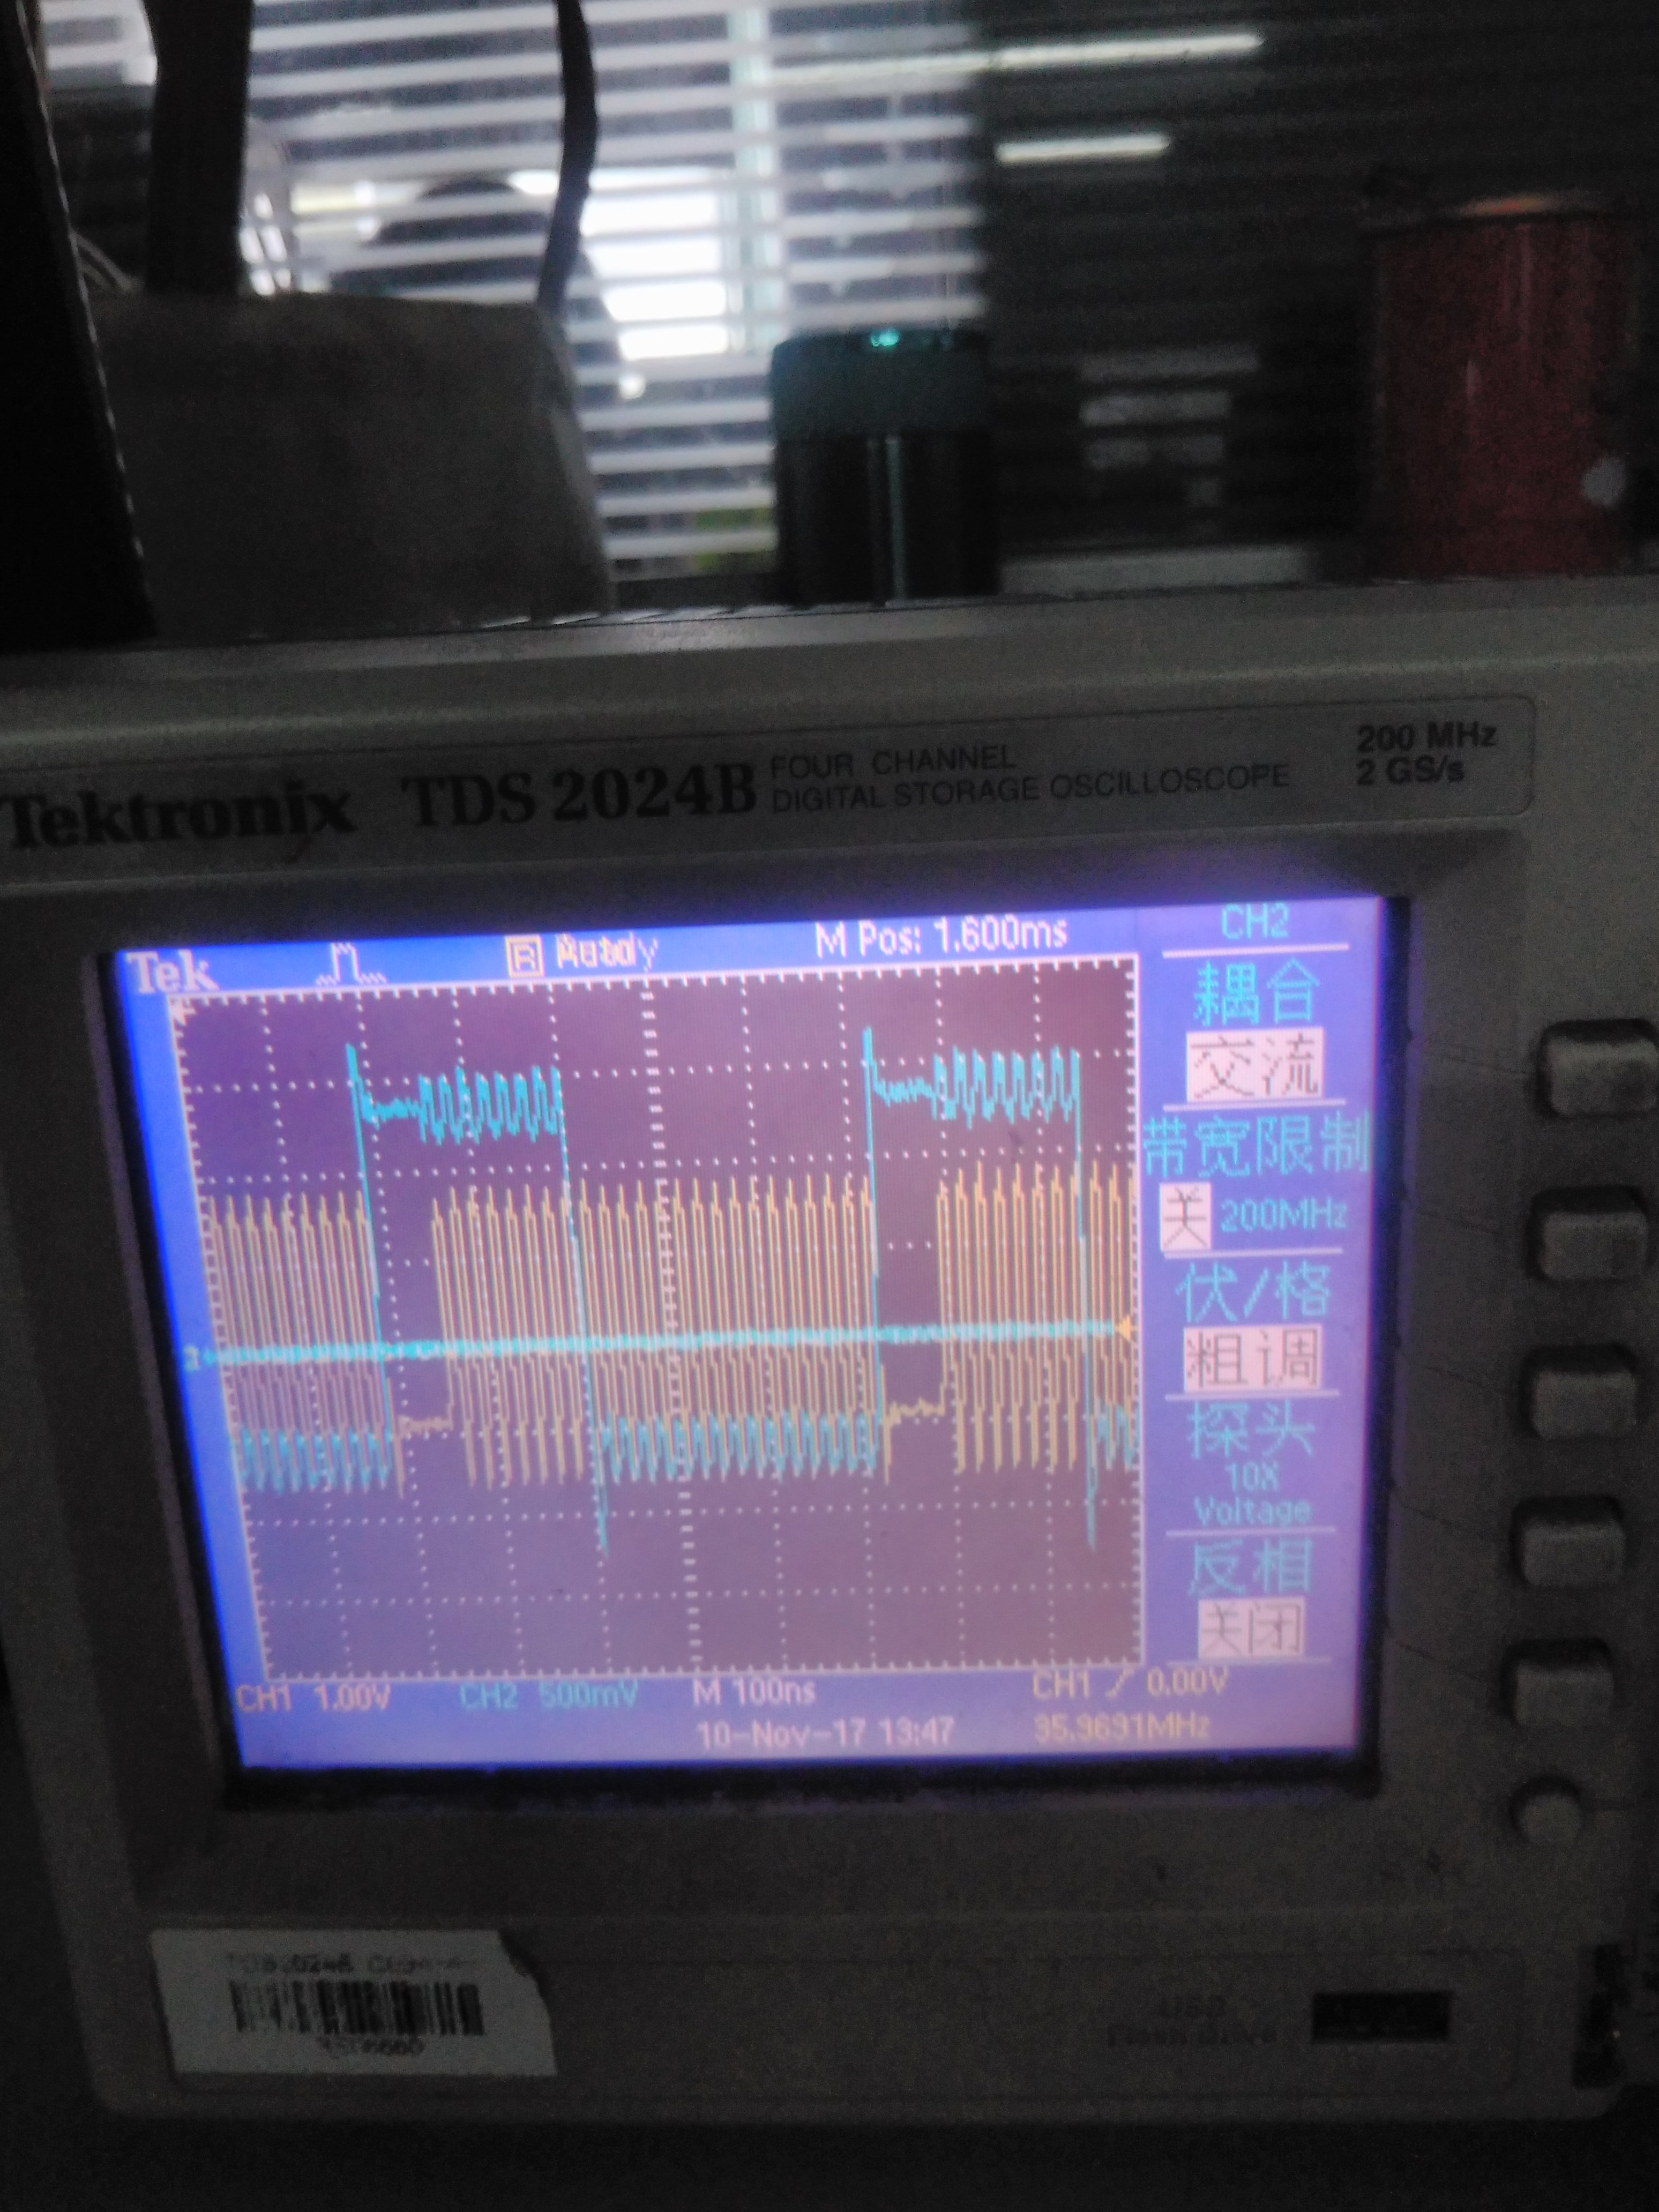 Tektronix TDS 2024B FOUR CHANNEL DIGITAL STORAGE OSCILLOSCOPE
200 MHz
2 GS/s
Tek
R
M Pos: 1.600ms
CH2
耦合
交流
带宽限制
关 200MHz
伏/格
粗调
探头
10X
Voltage
反相
关闭
2
CH1 1.00V CH2 500mV M 100ns CH1 0.00V
10-Nov-17 13:47 35.9691MHz